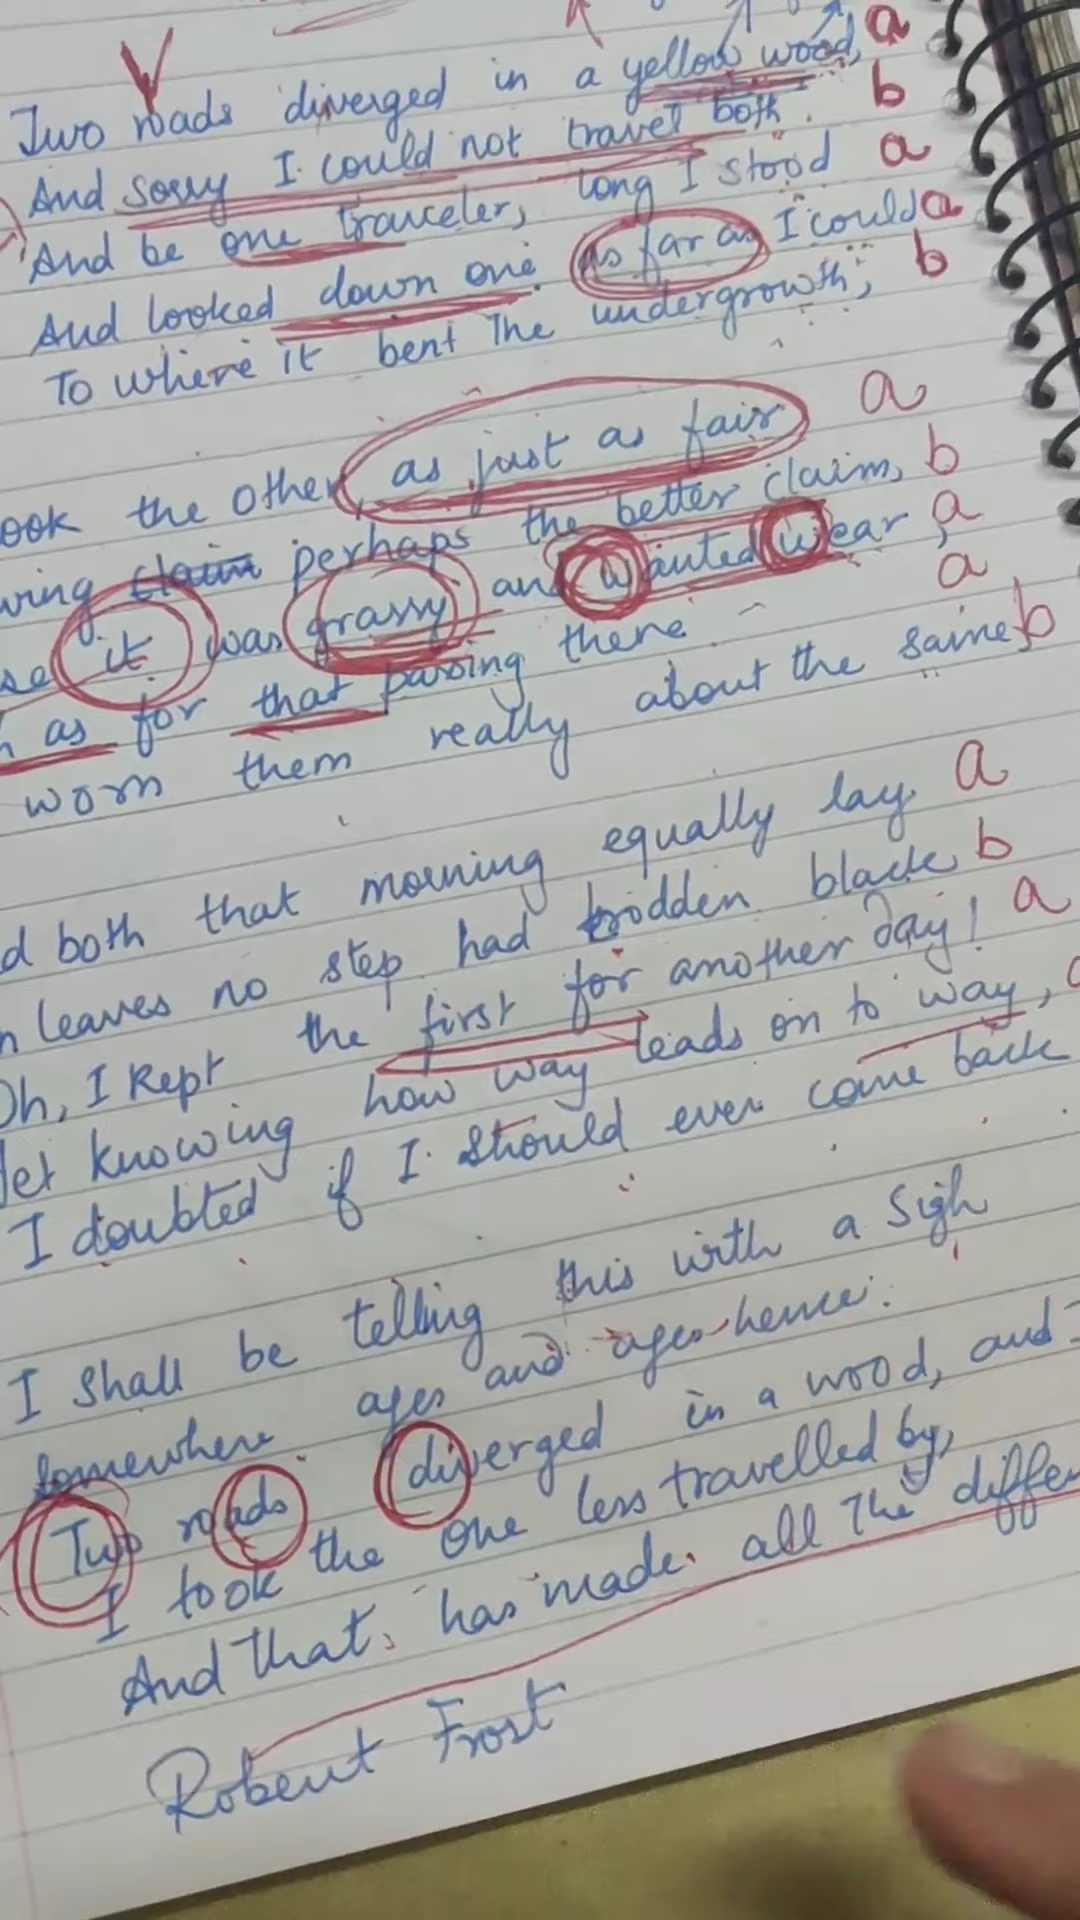 Two roads diverged in a yellow wood, a
And sorry I could not travel both. b
And be one traveler, long I stood a
And looked down one as far as I could a
To where it bent The undergrowth; b
ook the other, as just as fair a
ving claim perhaps the better claim, b
se it was grassy and wanted wear, a
as for that passing there a
worn them really about the same, b
d both that morning equally lay a
n leaves no step had trodden black b
Oh, I Kept the first for another day! a
et knowing how way leads on to way,
I doubted if I should ever come back
I shall be telling this with a sigh
somewhere ages and ages hence:
Two roads diverged in a wood, and
I took the one less travelled by,
And that has made all The diffe
Robert Frost